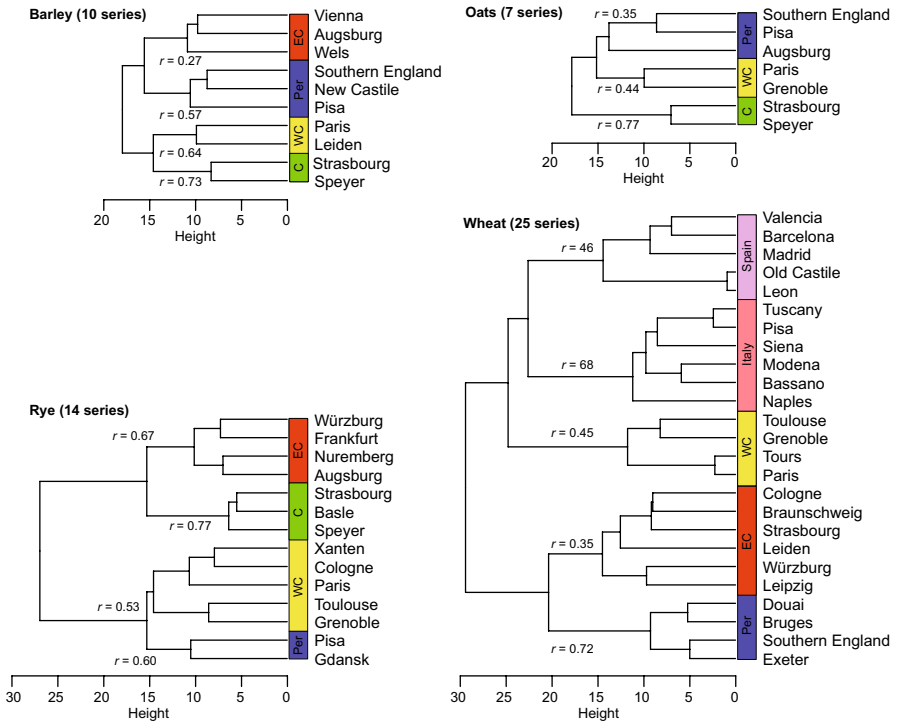 Barley (10 series)
Vienna
Augsburg
Wels
EC
r = 0.27
Southern England
New Castile
Pisa
Per
r = 0.57
Paris
Leiden
WC
r = 0.64
Strasbourg
Speyer
C
r = 0.73
20 15 10 5 0
Height
Oats (7 series)
r = 0.35
Southern England
Pisa
Augsburg
Per
Paris
Grenoble
WC
r = 0.44
Strasbourg
Speyer
C
r = 0.77
20 15 10 5 0
Height
Rye (14 series)
r = 0.67
Würzburg
Frankfurt
Nuremberg
Augsburg
EC
Strasbourg
Basle
Speyer
C
r = 0.77
Xanten
Cologne
Paris
Toulouse
Grenoble
WC
r = 0.53
Pisa
Gdansk
Per
r = 0.60
30 25 20 15 10 5 0
Height
Wheat (25 series)
Valencia
Barcelona
Madrid
Old Castile
Leon
Spain
r = 46
Tuscany
Pisa
Siena
Modena
Bassano
Naples
Italy
r = 68
Toulouse
Grenoble
Tours
Paris
WC
r = 0.45
Cologne
Braunschweig
Strasbourg
Leiden
Würzburg
Leipzig
EC
r = 0.35
Douai
Bruges
Southern England
Exeter
Per
r = 0.72
30 25 20 15 10 5 0
Height